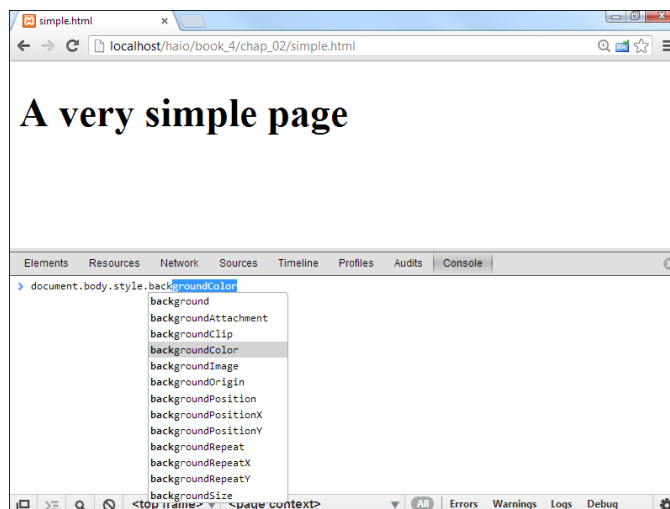 simple.html
localhost/haio/book_4/chap_02/simple.html
A very simple page
Elements Resources Network Sources Timeline Profiles Audits Console
> document.body.style.backgroundColor
background
backgroundAttachment
backgroundClip
backgroundColor
backgroundImage
backgroundOrigin
backgroundPosition
backgroundPositionX
backgroundPositionY
backgroundRepeat
backgroundRepeatX
backgroundRepeatY
backgroundSize
<top frame> <page context> All Errors Warnings Logs Debug